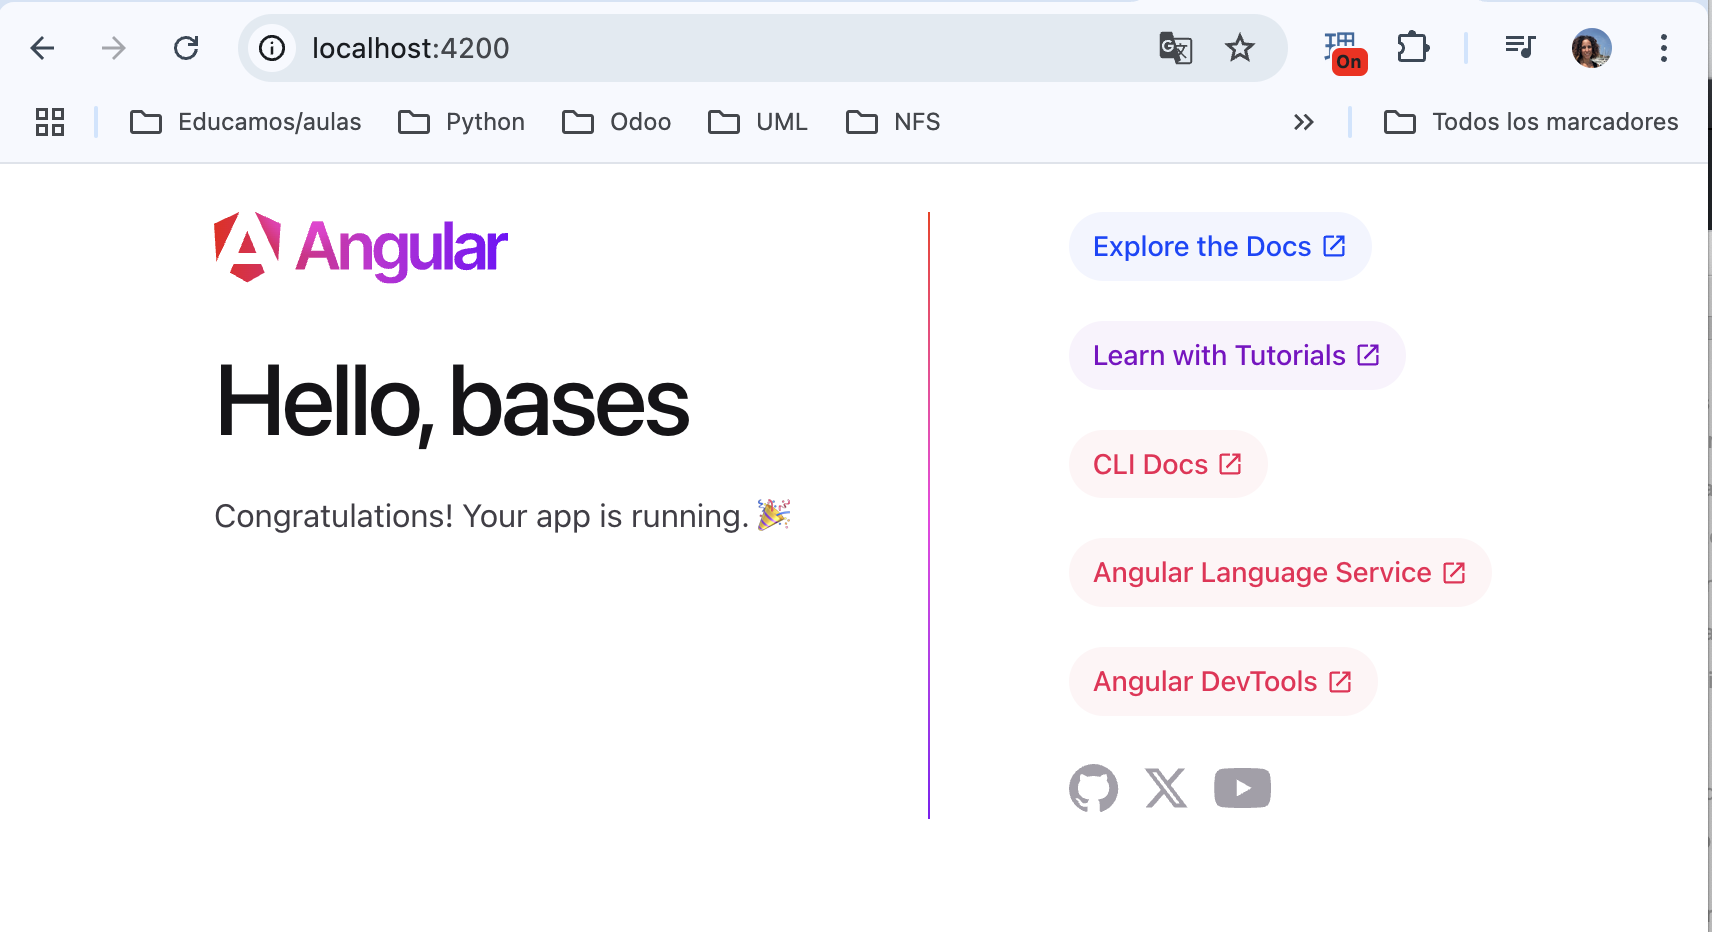 localhost:4200
On
Educamos/aulas
Python
Odoo
UML
NFS
Todos los marcadores
Angular
Hello, bases
Congratulations! Your app is running. 🎉
Explore the Docs
Learn with Tutorials
CLI Docs
Angular Language Service
Angular DevTools